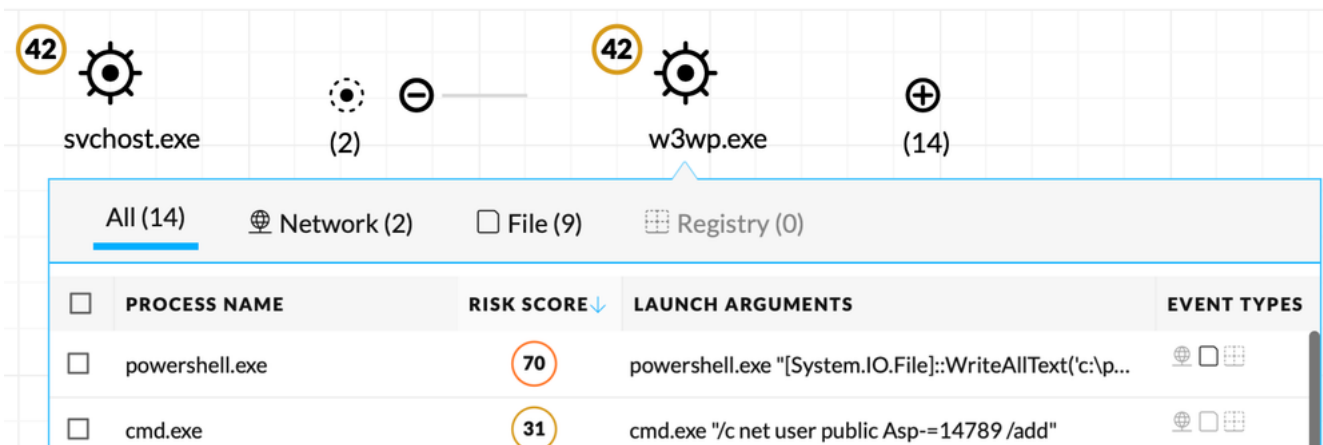 42 42
svchost.exe (2) w3wp.exe (14)
All (14) Network (2) File (9) Registry (0)
PROCESS NAME RISK SCORE↓ LAUNCH ARGUMENTS EVENT TYPES
powershell.exe 70 powershell.exe "[System.IO.File]::WriteAllText('c:\p...
cmd.exe 31 cmd.exe "/c net user public Asp-=14789 /add"